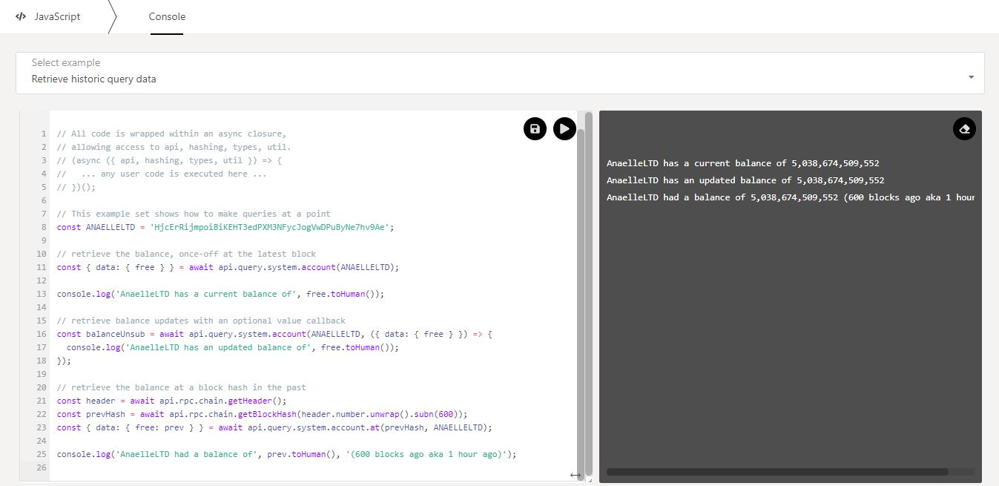 JavaScript
Console
Select example
Retrieve historic query data
1 // All code is wrapped within an async closure,
2 // allowing access to api, hashing, types, util.
3 // (async ({ api, hashing, types, util }) => {
4 //   ... any user code is executed here ...
5 // })();
6
7 // This example set shows how to make queries at a point
8 const ANAELLELTD = 'HjcErRijmpoiBiKEHT3edPXM3NFycJogVwDPuByNe7hv9Ae';
9
10 // retrieve the balance, once-off at the latest block
11 const { data: { free } } = await api.query.system.account(ANAELLELTD);
12
13 console.log('AnaelleLTD has a current balance of', free.toHuman());
14
15 // retrieve balance updates with an optional value callback
16 const balanceUnsub = await api.query.system.account(ANAELLELTD, ({ data: { free } }) => {
17   console.log('AnaelleLTD has an updated balance of', free.toHuman());
18 });
19
20 // retrieve the balance at a block hash in the past
21 const header = await api.rpc.chain.getHeader();
22 const prevHash = await api.rpc.chain.getBlockHash(header.number.unwrap().subn(600));
23 const { data: { free: prev } } = await api.query.system.account.at(prevHash, ANAELLELTD);
24
25 console.log('AnaelleLTD had a balance of', prev.toHuman(), '(600 blocks ago aka 1 hour ago)');
26
AnaelleLTD has a current balance of 5,038,674,509,552
AnaelleLTD has an updated balance of 5,038,674,509,552
AnaelleLTD had a balance of 5,038,674,509,552 (600 blocks ago aka 1 hour